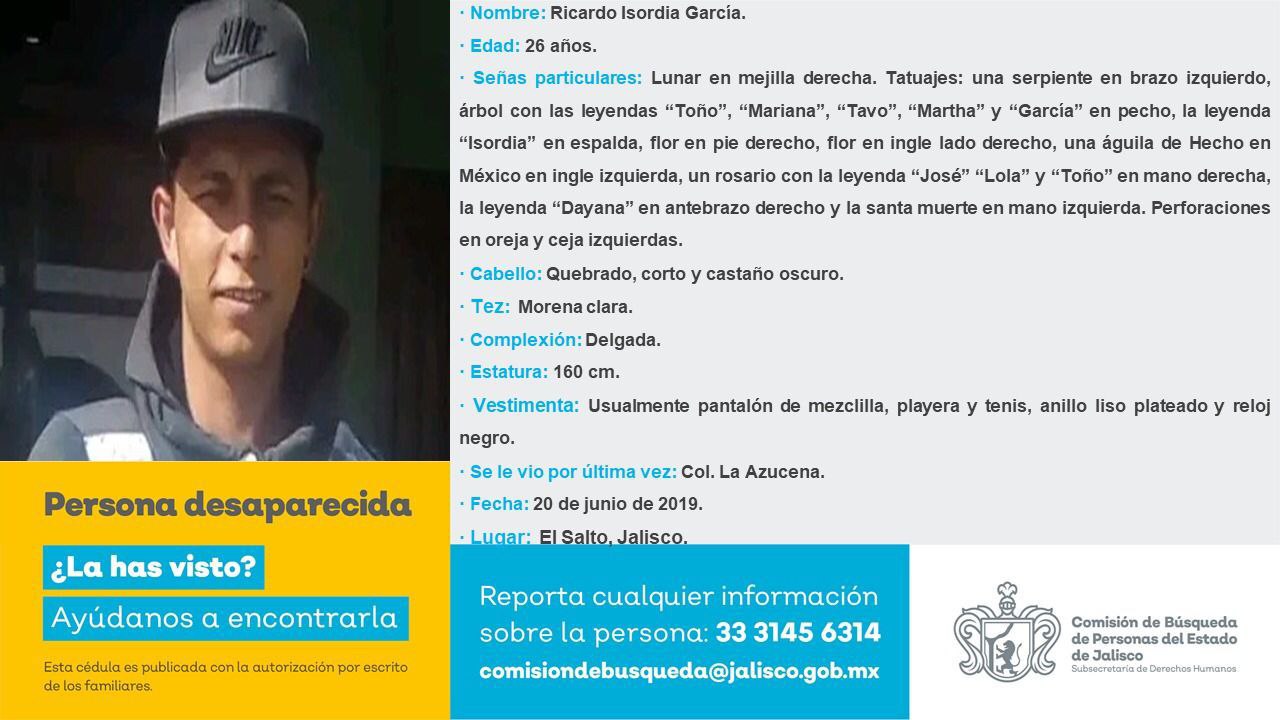 NIKE
· Nombre: Ricardo Isordia García.
· Edad: 26 años.
· Señas particulares: Lunar en mejilla derecha. Tatuajes: una serpiente en brazo izquierdo,
árbol con las leyendas “Toño”, “Mariana”, “Tavo”, “Martha” y “García” en pecho, la leyenda
“Isordia” en espalda, flor en pie derecho, flor en ingle lado derecho, una águila de Hecho en
México en ingle izquierda, un rosario con la leyenda “José” “Lola” y “Toño” en mano derecha,
la leyenda “Dayana” en antebrazo derecho y la santa muerte en mano izquierda. Perforaciones
en oreja y ceja izquierdas.
· Cabello: Quebrado, corto y castaño oscuro.
· Tez: Morena clara.
· Complexión: Delgada.
· Estatura: 160 cm.
· Vestimenta: Usualmente pantalón de mezclilla, playera y tenis, anillo liso plateado y reloj
negro.
· Se le vio por última vez: Col. La Azucena.
· Fecha: 20 de junio de 2019.
· Lugar: El Salto, Jalisco.
Persona desaparecida
¿La has visto?
Ayúdanos a encontrarla
Esta cédula es publicada con la autorización por escrito
de los familiares.
Reporta cualquier información
sobre la persona: 33 3145 6314
comisiondebusqueda@jalisco.gob.mx
Comisión de Búsqueda
de Personas del Estado
de Jalisco
Subsecretaría de Derechos Humanos